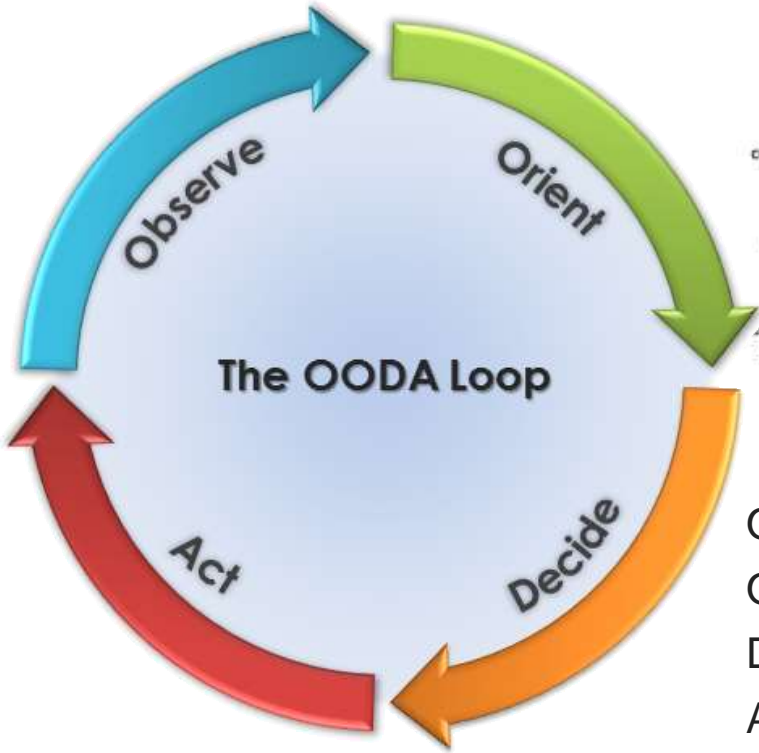 Observe
Orient
The OODA Loop
Act
Decide
O
O
D
A